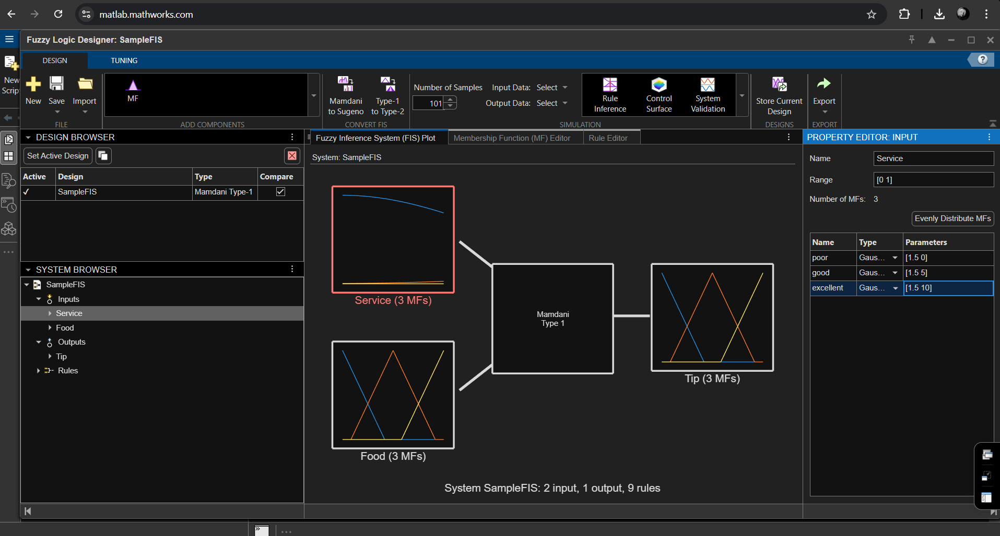 matlab.mathworks.com
Fuzzy Logic Designer: SampleFIS
DESIGN
TUNING
New
Scrip
New
Save
Import
FILE
MF
ADD COMPONENTS
Mamdani
to Sugeno
Type-1
to Type-2
CONVERT FIS
Number of Samples
101
Input Data: Select
Output Data: Select
Rule
Inference
Control
Surface
System
Validation
SIMULATION
Store Current
Design
DESIGNS
Export
EXPORT
?
DESIGN BROWSER
Set Active Design
Active Design Type Compare
SampleFIS Mamdani Type-1
SYSTEM BROWSER
SampleFIS
Inputs
Service
Food
Outputs
Tip
Rules
Fuzzy Inference System (FIS) Plot
Membership Function (MF) Editor
Rule Editor
System: SampleFIS
Service (3 MFs)
Mamdani
Type 1
Tip (3 MFs)
Food (3 MFs)
System SampleFIS: 2 input, 1 output, 9 rules
PROPERTY EDITOR: INPUT
Name Service
Range [0 1]
Number of MFs: 3
Evenly Distribute MFs
Name Type Parameters
poor Gaus... [1.5 0]
good Gaus... [1.5 5]
excellent Gaus... [1.5 10]